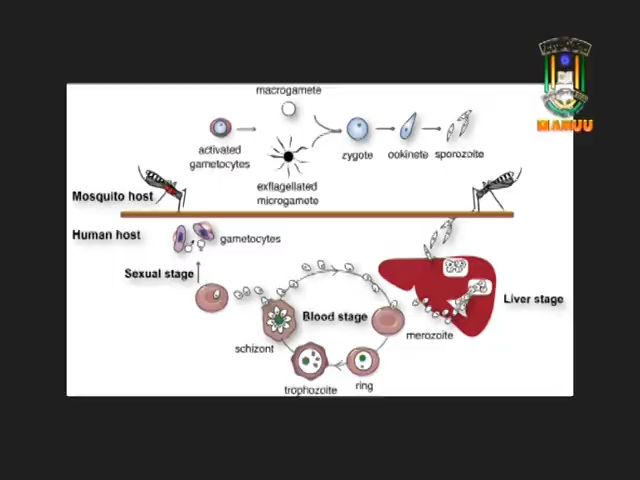 MANUU
macrogamete
activated
gametocytes
exflagellated
microgamete
zygote
ookinete
sporozoite
Mosquito host
Human host
gametocytes
Sexual stage
Liver stage
Blood stage
merozoite
schizont
trophozoite
ring